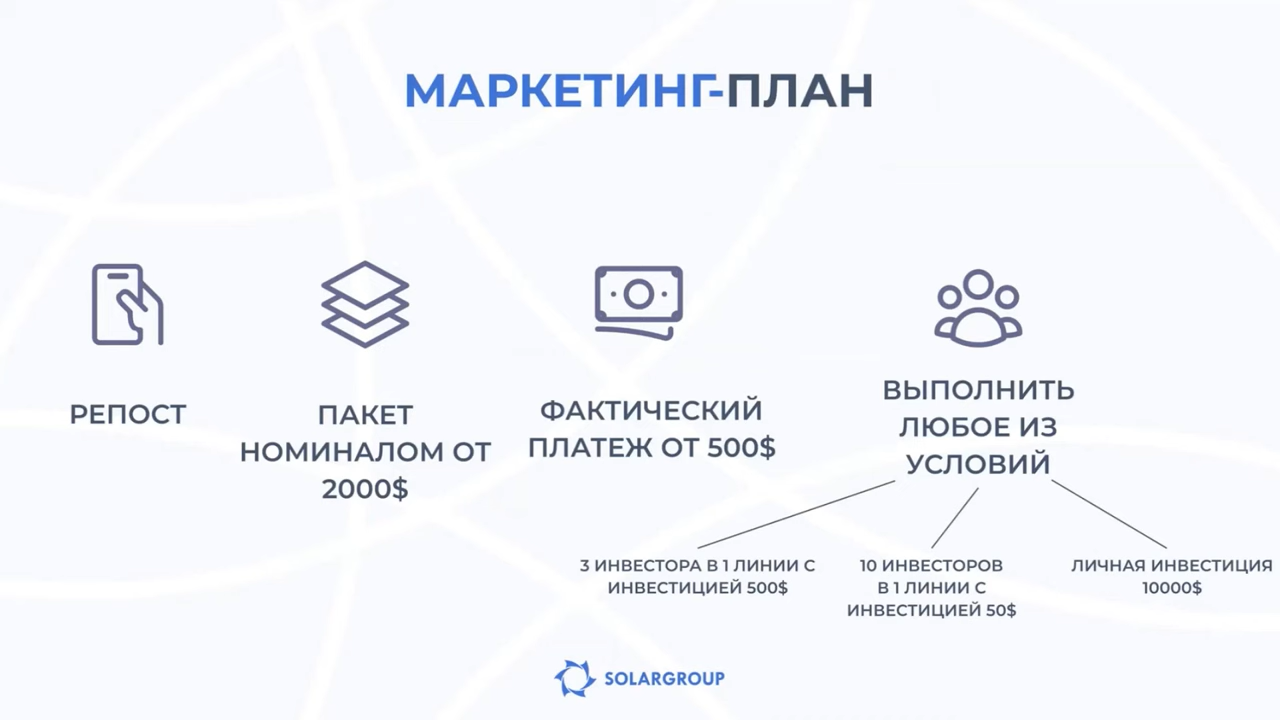 МАРКЕТИНГ-ПЛАН
РЕПОСТ
ПАКЕТ
НОМИНАЛОМ ОТ
2000$
ФАКТИЧЕСКИЙ
ПЛАТЕЖ ОТ 500$
ВЫПОЛНИТЬ
ЛЮБОЕ ИЗ
УСЛОВИЙ
3 ИНВЕСТОРА В 1 ЛИНИИ С
ИНВЕСТИЦИЕЙ 500$
10 ИНВЕСТОРОВ
В 1 ЛИНИИ С
ИНВЕСТИЦИЕЙ 50$
ЛИЧНАЯ ИНВЕСТИЦИЯ
10000$
SOLARGROUP